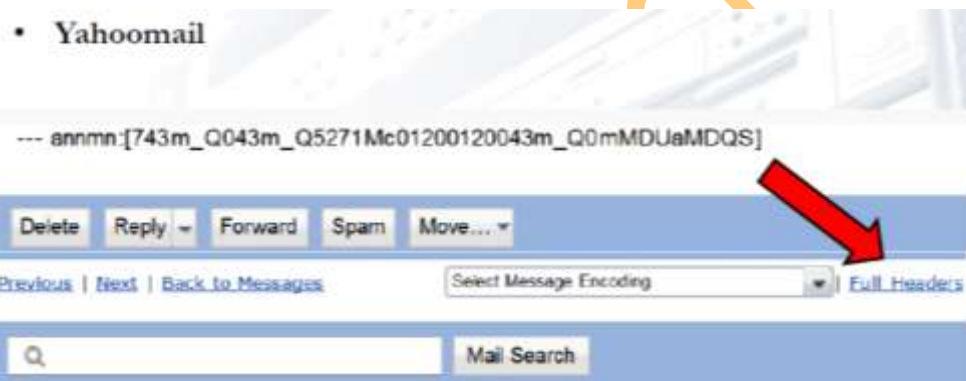 • Yahoomail
--- annmn:[743m_Q043m_Q5271Mc01200120043m_Q0mMDUaMDQS]
Delete Reply Forward Spam Move...
Previous | Next | Back to Messages Select Message Encoding | Full Headers
Mail Search